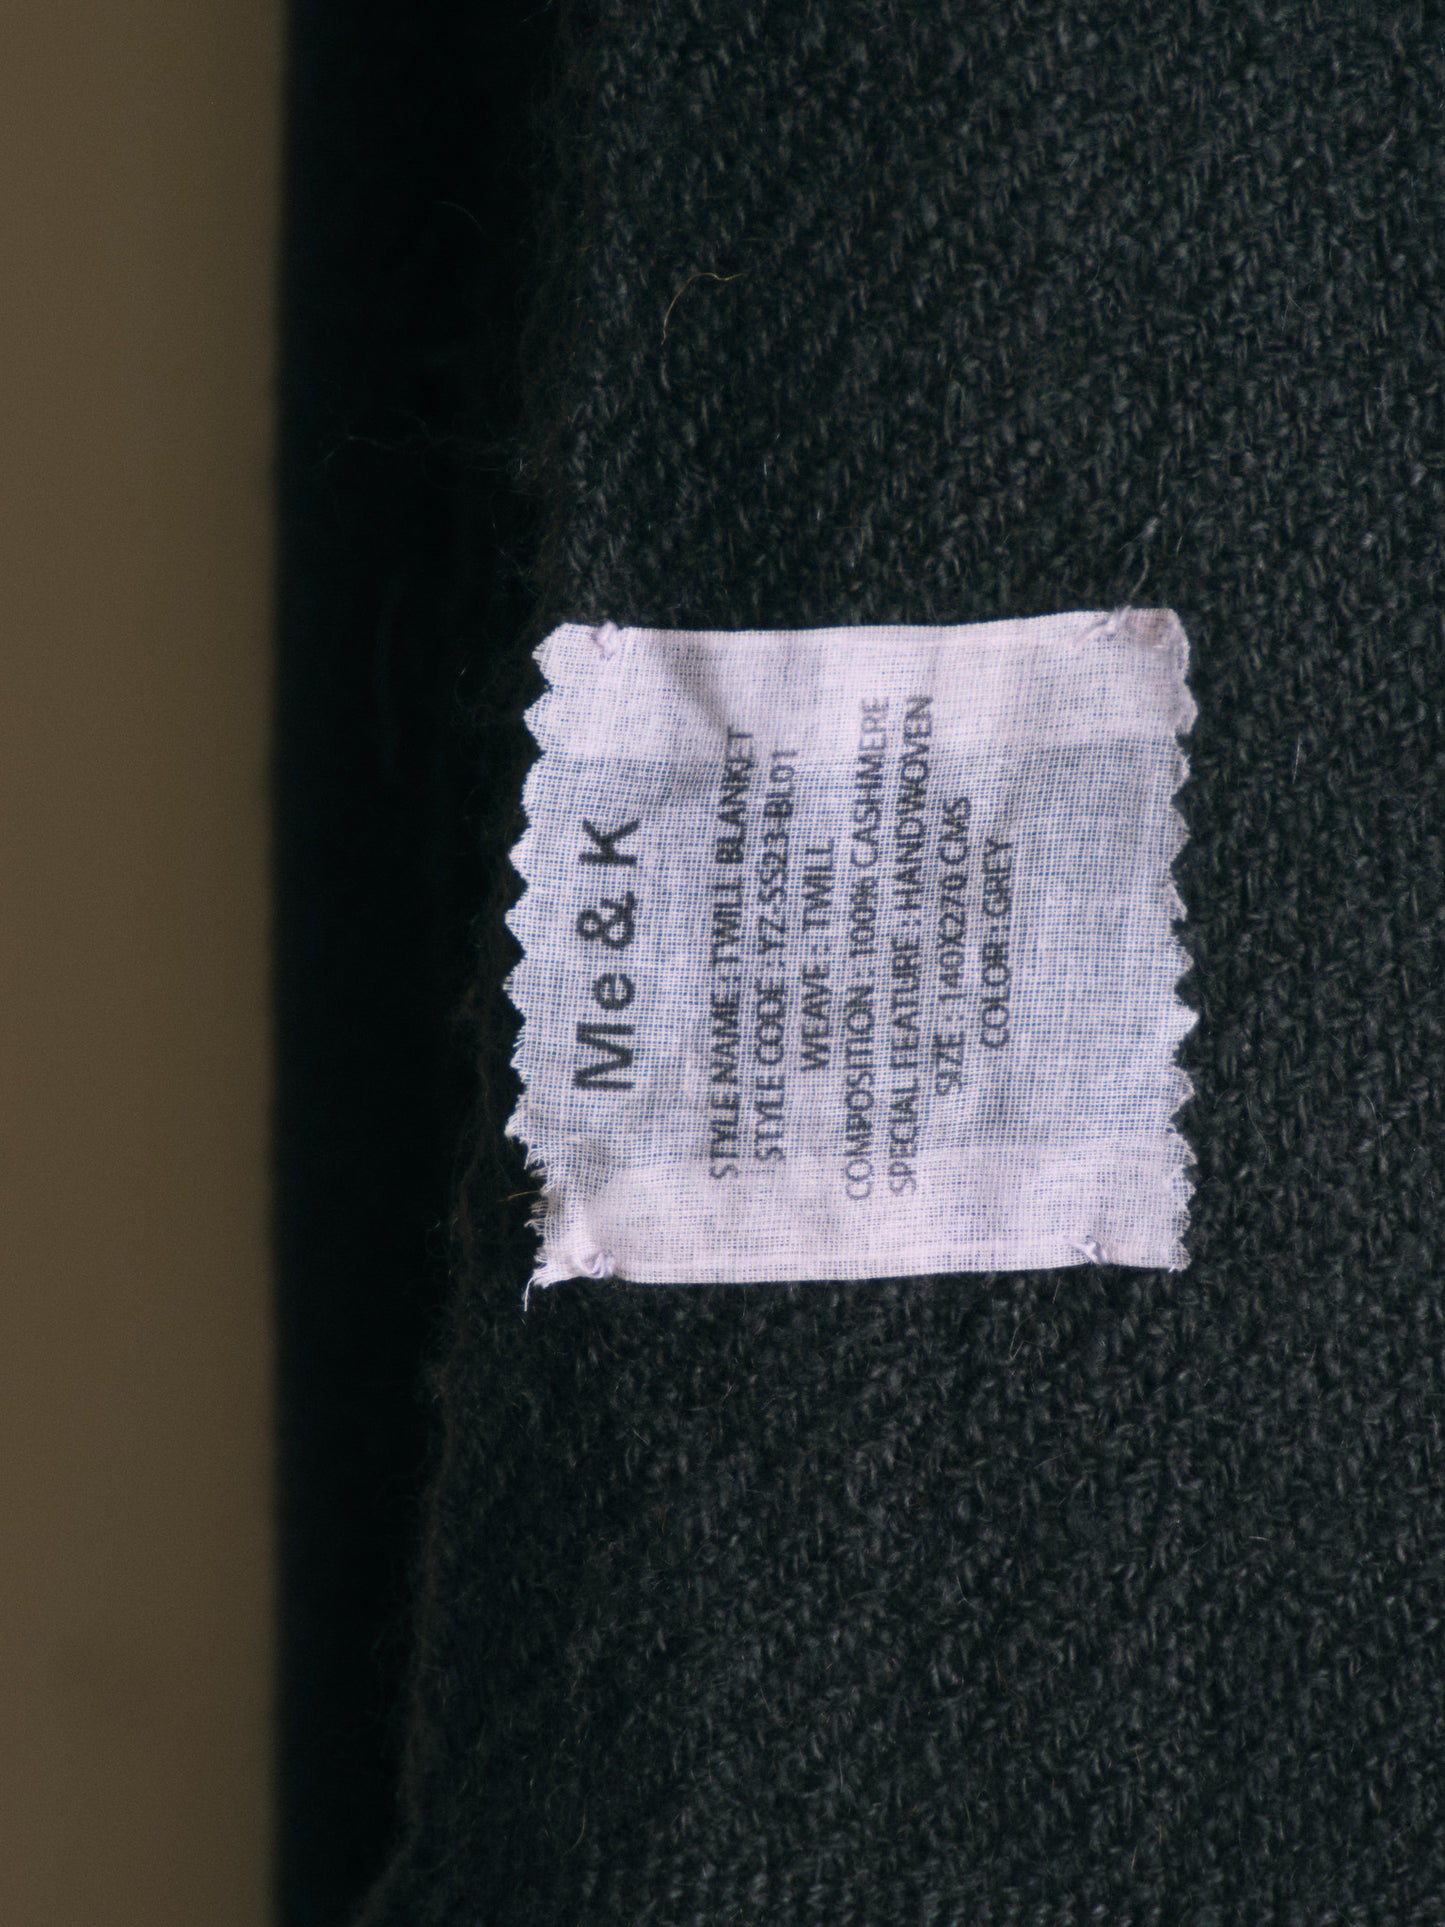 Me & K
STYLE NAME : TWILL BLANKET
STYLE CODE : YZ-SS23-BL01
WEAVE : TWILL
COMPOSITION : 100% CASHMERE
SPECIAL FEATURE : HANDWOVEN
SIZE : 140X270 CMS
COLOR : GREY